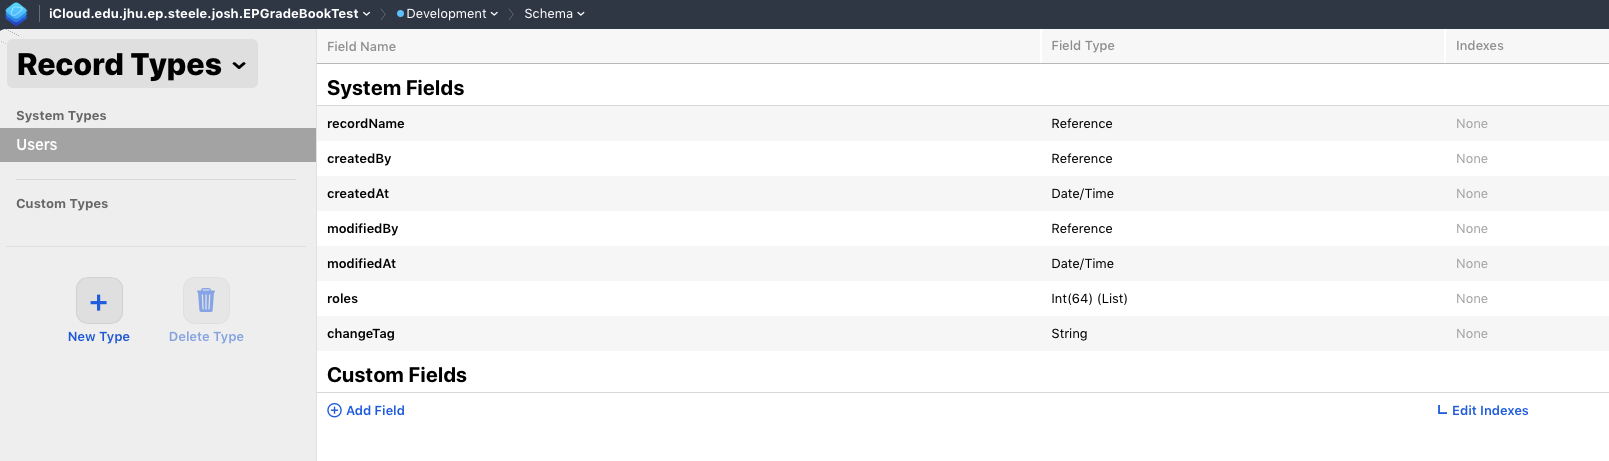 iCloud.edu.jhu.ep.steele.josh.EPGradeBookTest Development Schema
Record Types
System Types
Users
Custom Types
New Type Delete Type
Field Name Field Type Indexes
System Fields
recordName Reference None
createdBy Reference None
createdAt Date/Time None
modifiedBy Reference None
modifiedAt Date/Time None
roles Int(64) (List) None
changeTag String None
Custom Fields
Add Field Edit Indexes